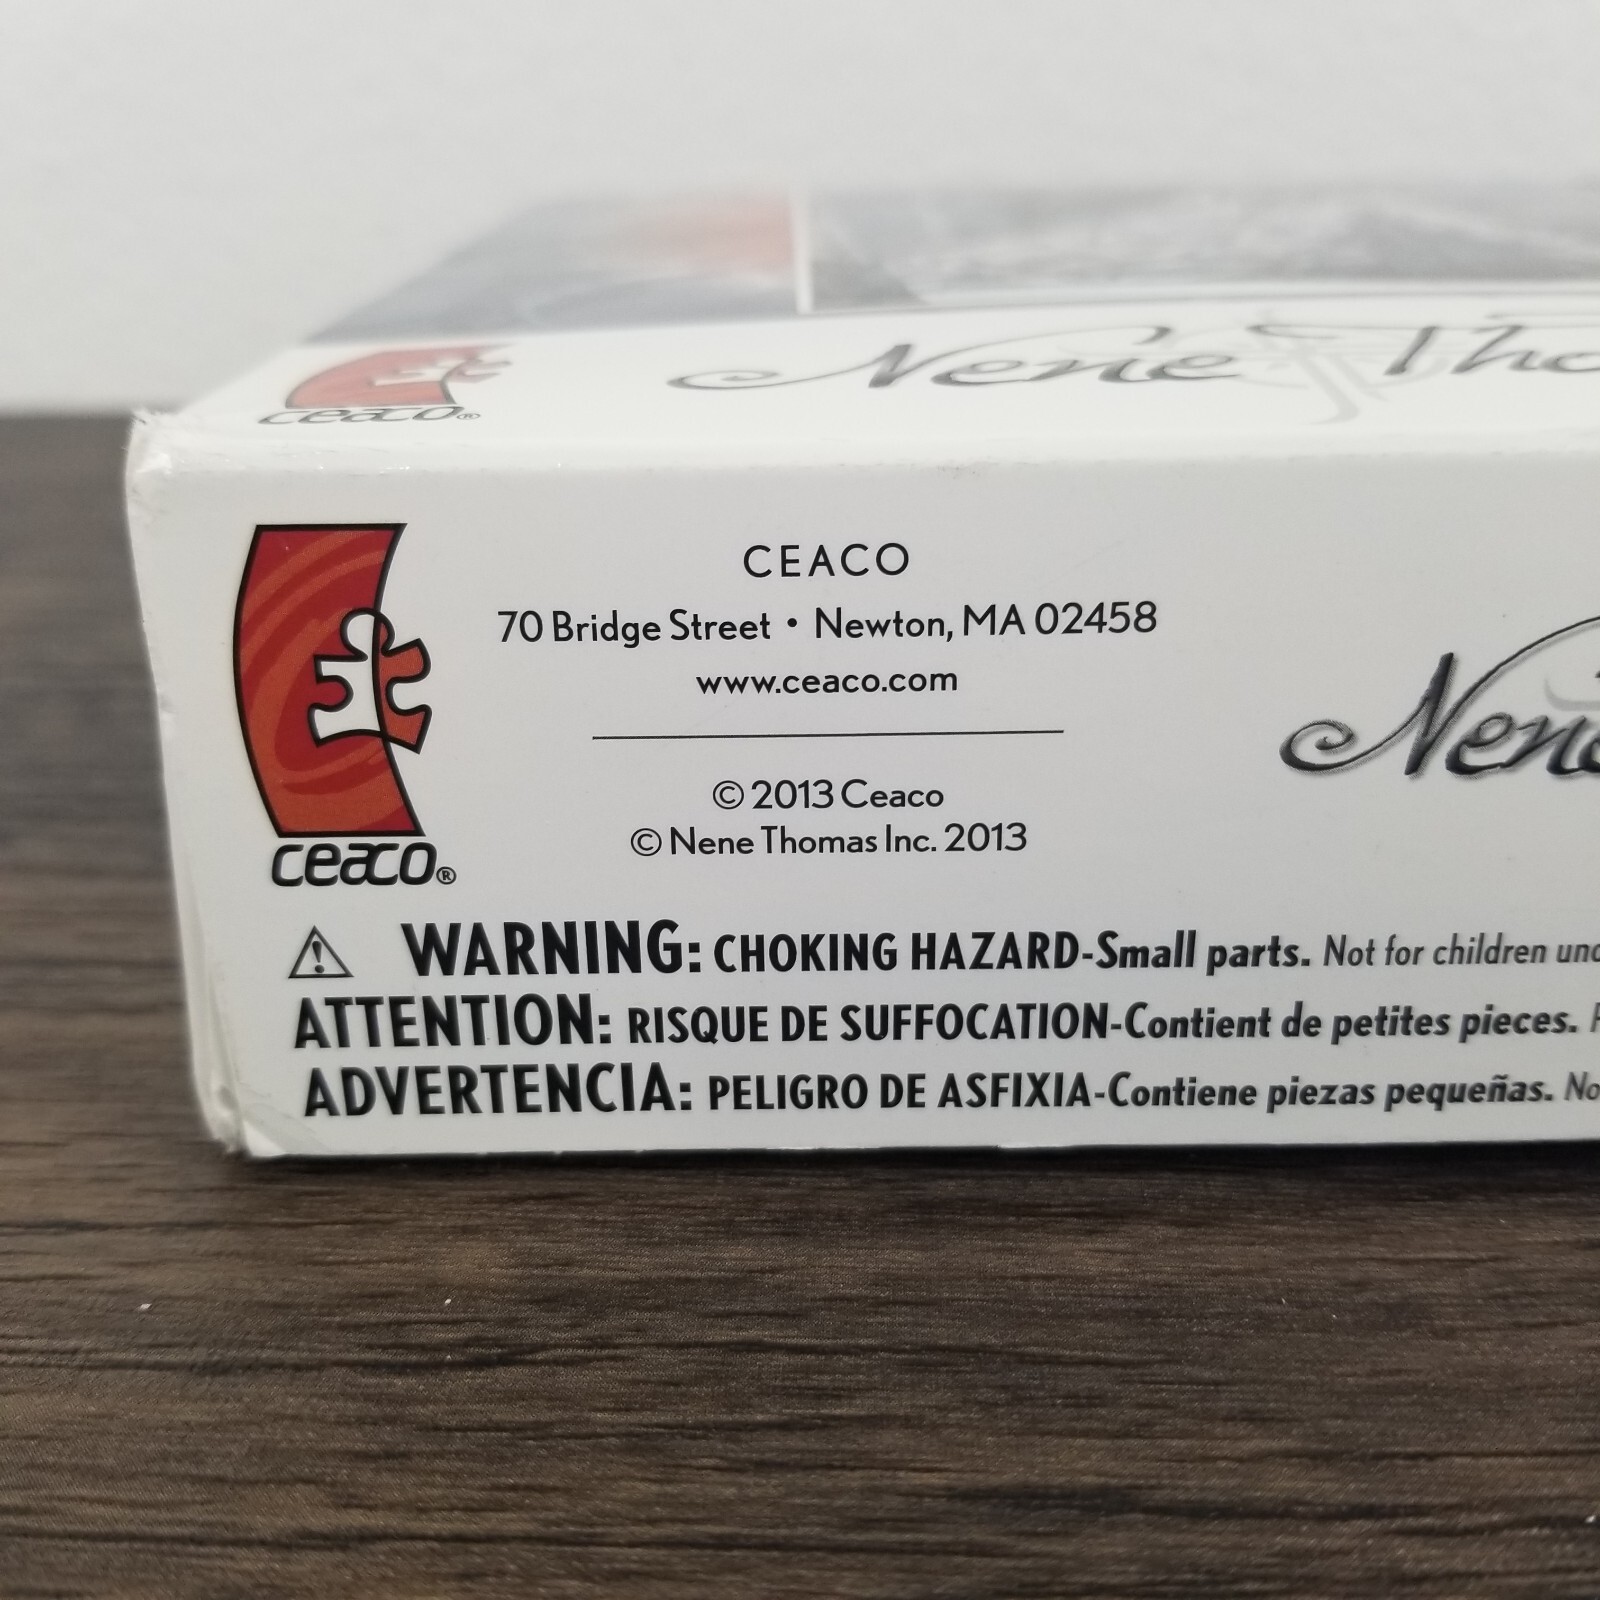 ceaco®
Nene
CEACO
70 Bridge Street • Newton, MA 02458
www.ceaco.com
© 2013 Ceaco
© Nene Thomas Inc. 2013
ceaco®
⚠ WARNING: CHOKING HAZARD-Small parts. Not for children
ATTENTION: RISQUE DE SUFFOCATION-Contient de petites pieces.
ADVERTENCIA: PELIGRO DE ASFIXIA-Contiene piezas pequeñas. No